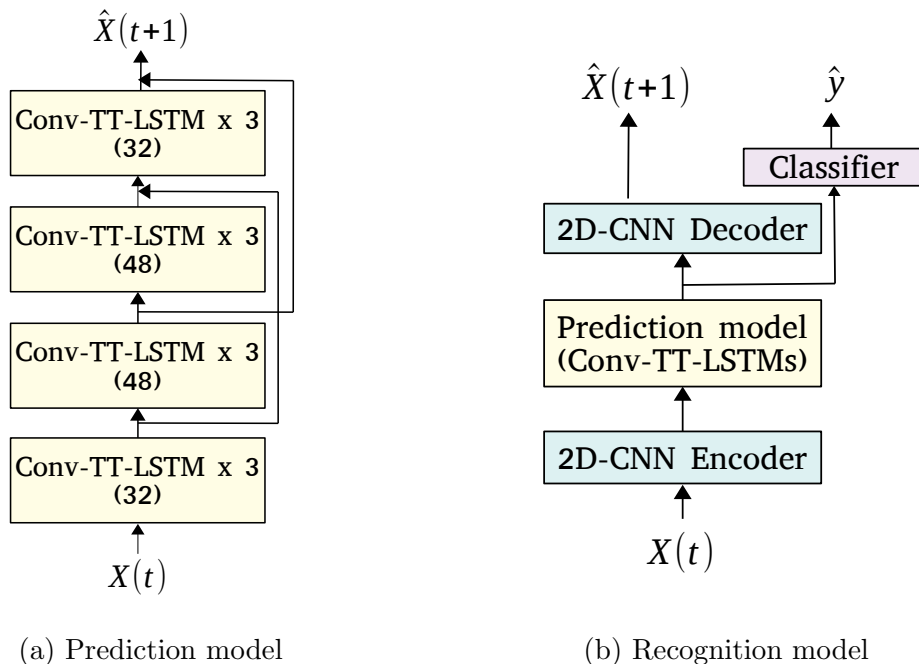 X̂(t+1)
Conv-TT-LSTM x 3
(32)
Conv-TT-LSTM x 3
(48)
Conv-TT-LSTM x 3
(48)
Conv-TT-LSTM x 3
(32)
X(t)
(a) Prediction model
X̂(t+1)
ŷ
Classifier
2D-CNN Decoder
Prediction model
(Conv-TT-LSTMs)
2D-CNN Encoder
X(t)
(b) Recognition model